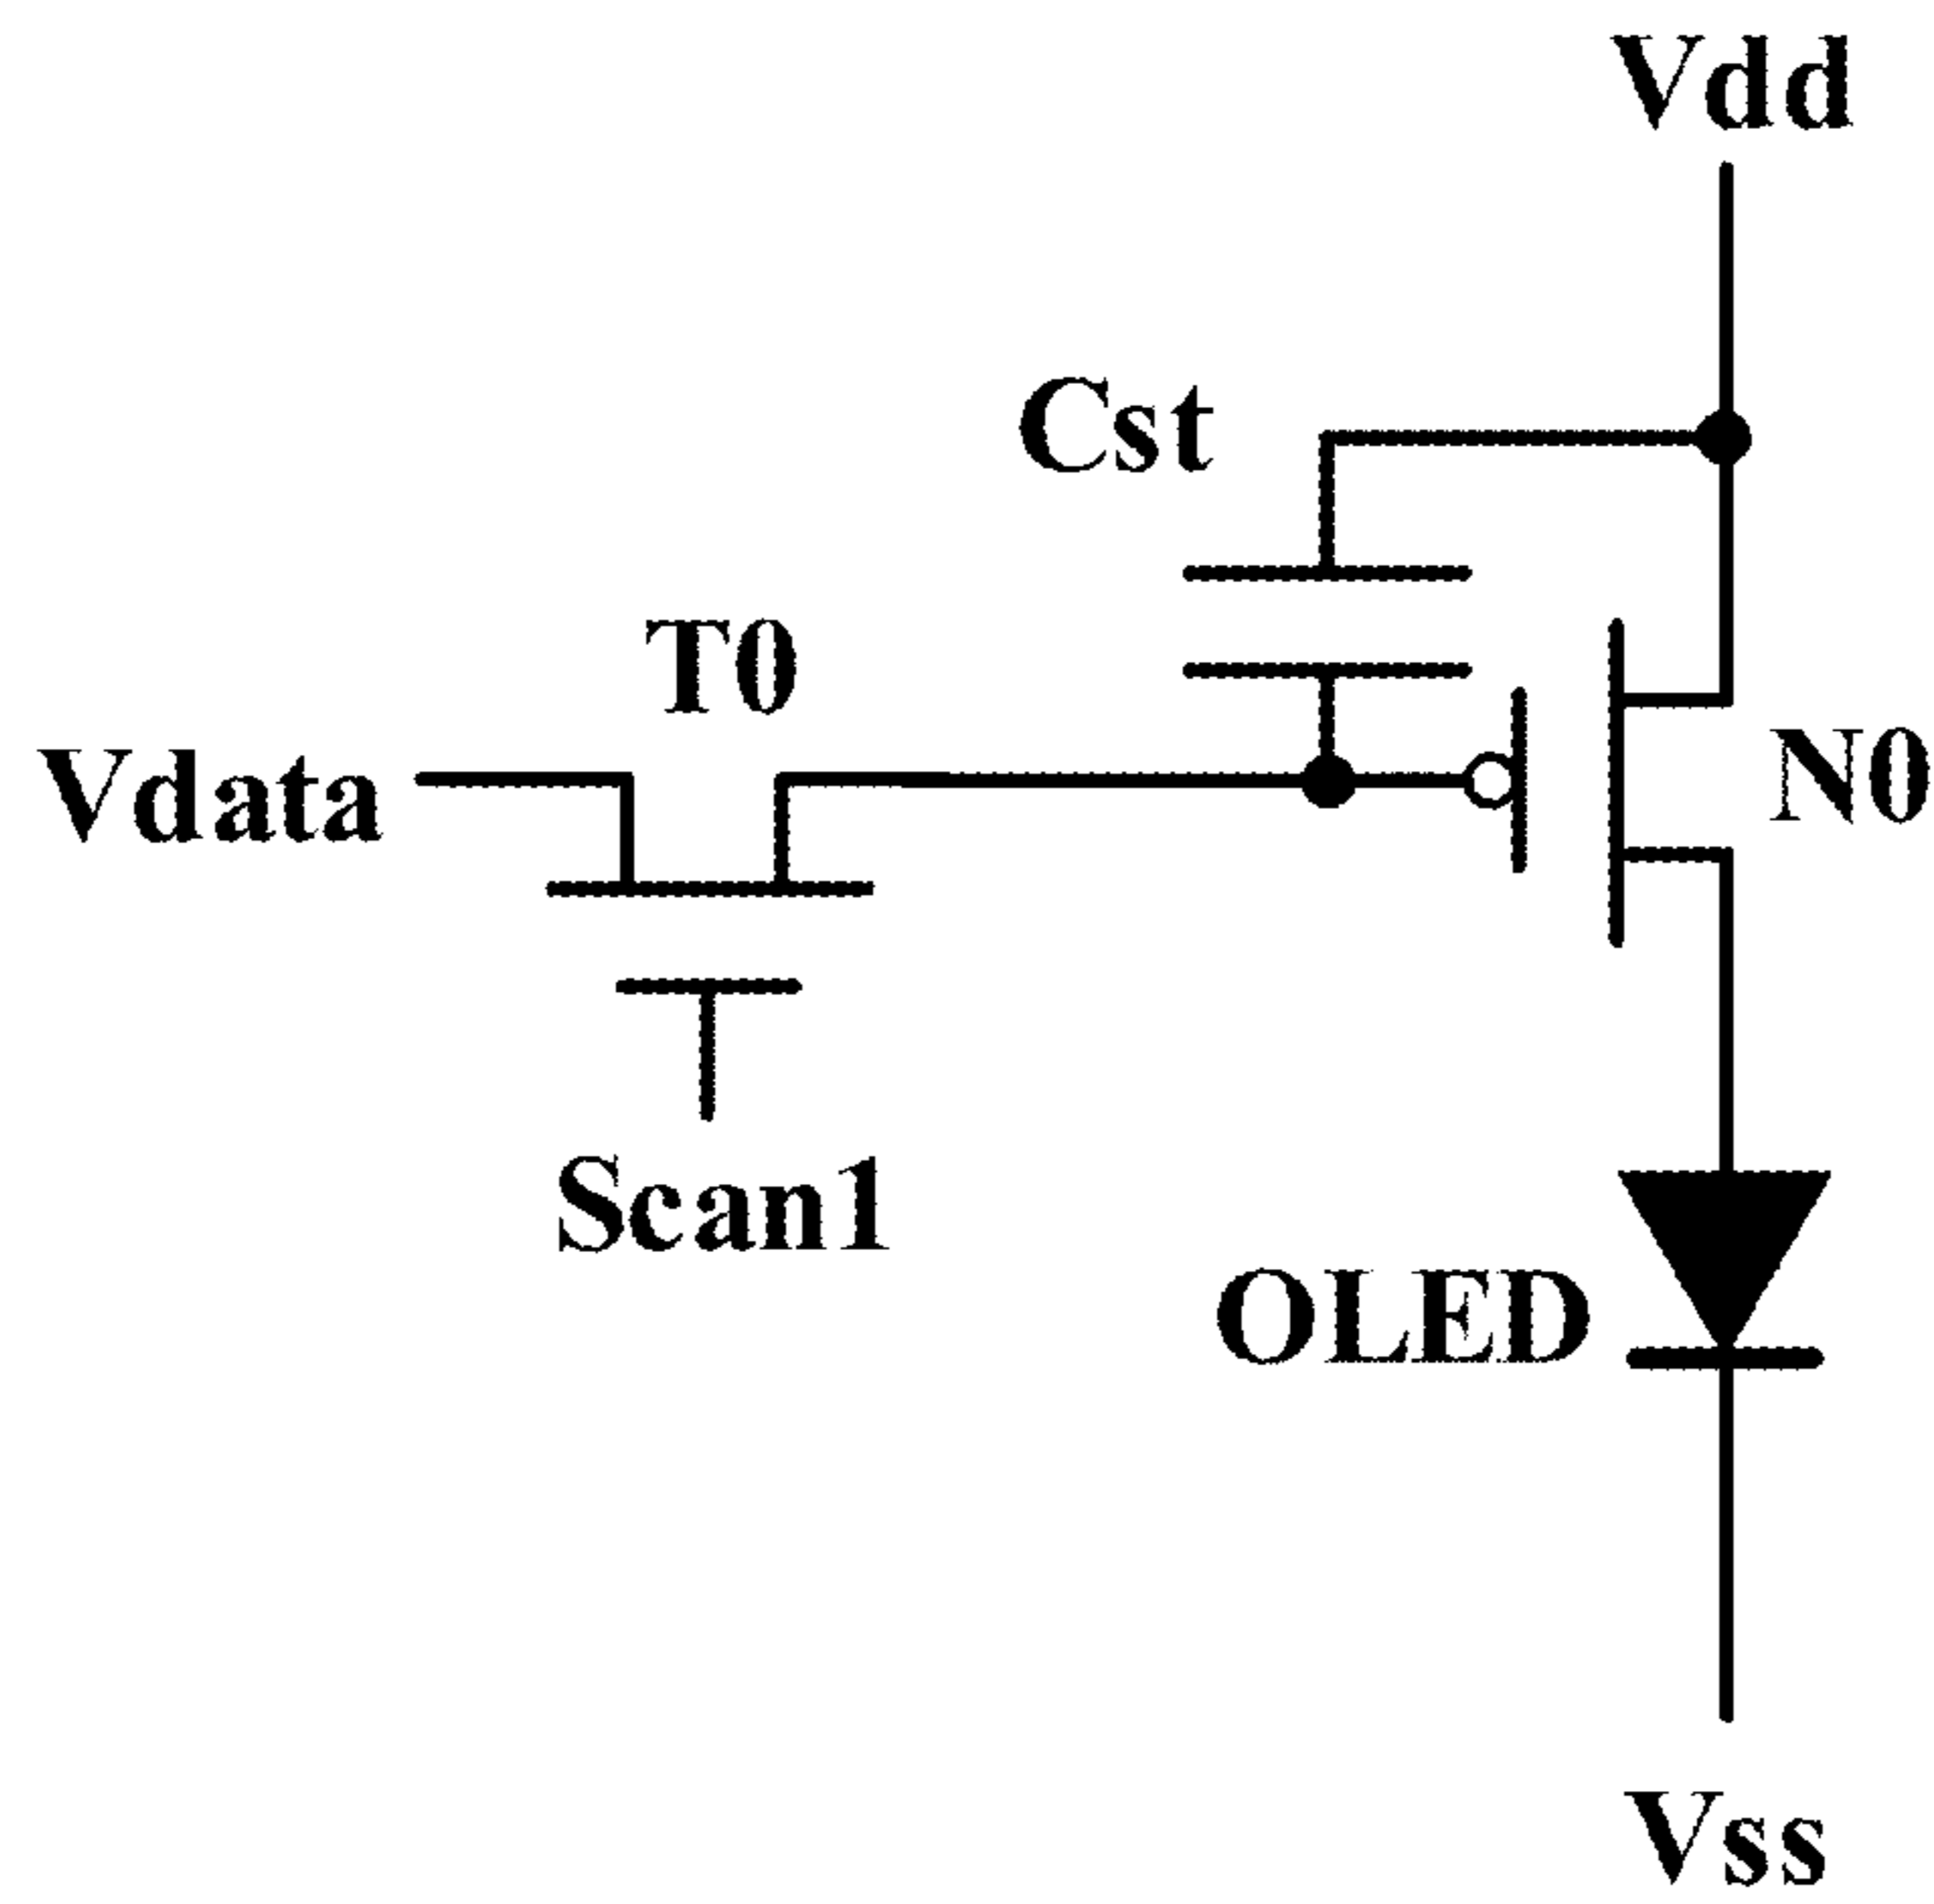 Vdd
Cst
T0
Vdata
N0
Scan1
OLED
Vss